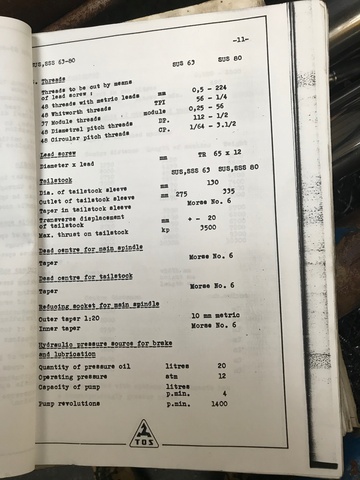 -11-
SUS,SSS 63-80 SUS 63 SUS 80
Threads
Threads to be cut by means
of lead screw :
48 threads with metric leads mm 0,5 - 224
48 Whitworth threads TPI 56 - 1/4
37 Module threads module 0,25 - 56
48 Diametral pitch threads DP. 112 - 1/2
48 Circular pitch threads CP. 1/64 - 3.1/2
Lead screw
Diameter x lead mm TR 65 x 12
Tailstock SUS,SSS 63 SUS,SSS 80
Dia. of tailstock sleeve mm 130
Outlet of tailstock sleeve mm 275 335
Taper in tailstock sleeve Morse No. 6
Transverse displacement
of tailstock mm + - 20
Max. thrust on tailstock kp 3500
Dead centre for main spindle
Taper Morse No. 6
Dead centre for tailstock
Taper Morse No. 6
Reducing socket for main spindle
Outer taper 1:20 10 mm metric
Inner taper Morse No. 6
Hydraulic pressure source for brake
and lubrication
Quantity of pressure oil litres 20
Operating pressure atm 12
Capacity of pump litres
p.min. 4
Pump revolutions p.min. 1400
TOS